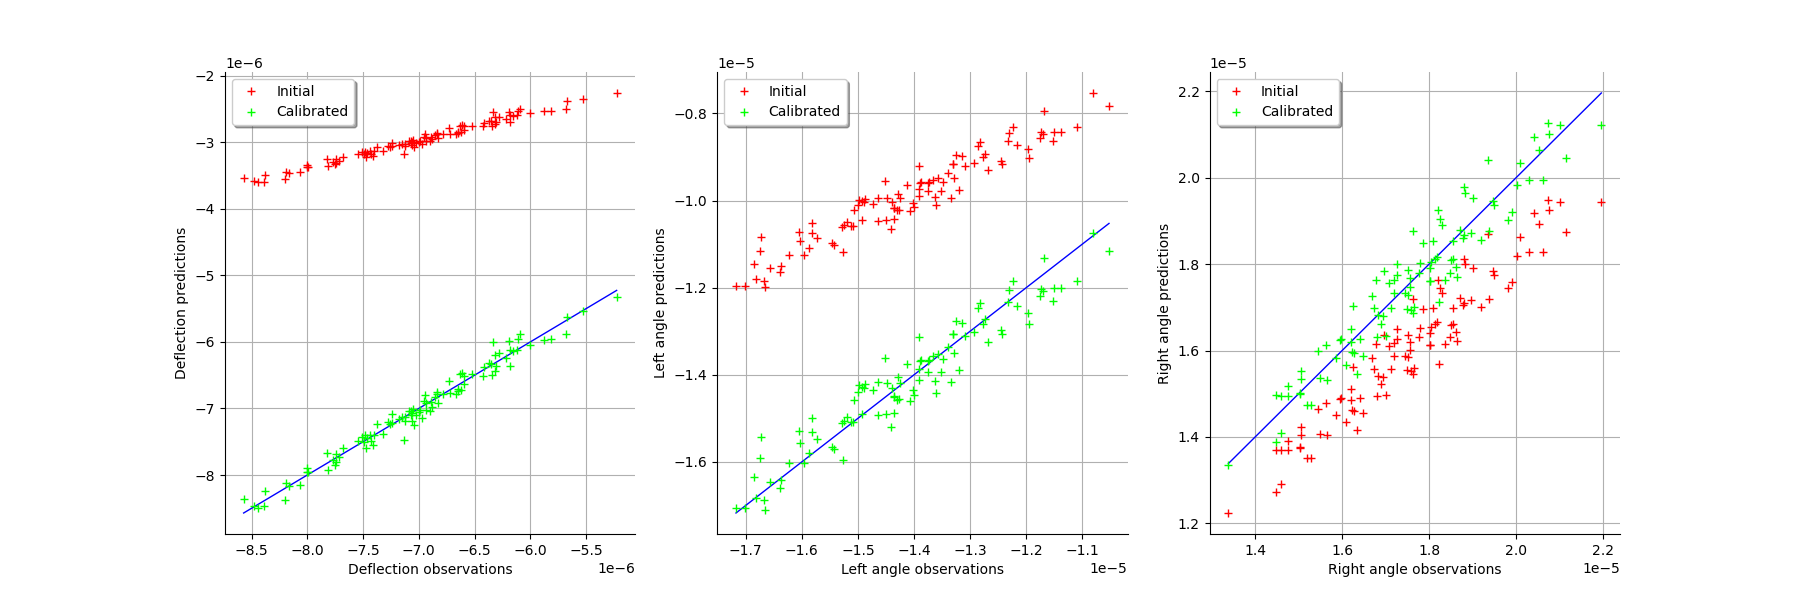 1e−6
Initial
Calibrated
−2
−3
−4
−5
−6
−7
−8
Deflection predictions
−8.5
−8.0
−7.5
−7.0
−6.5
−6.0
−5.5
Deflection observations
1e−6
1e−5
Initial
Calibrated
−0.8
−1.0
−1.2
−1.4
−1.6
Left angle predictions
−1.7
−1.6
−1.5
−1.4
−1.3
−1.2
−1.1
Left angle observations
1e−5
1e−5
Initial
Calibrated
2.2
2.0
1.8
1.6
1.4
1.2
Right angle predictions
1.4
1.6
1.8
2.0
2.2
Right angle observations
1e−5